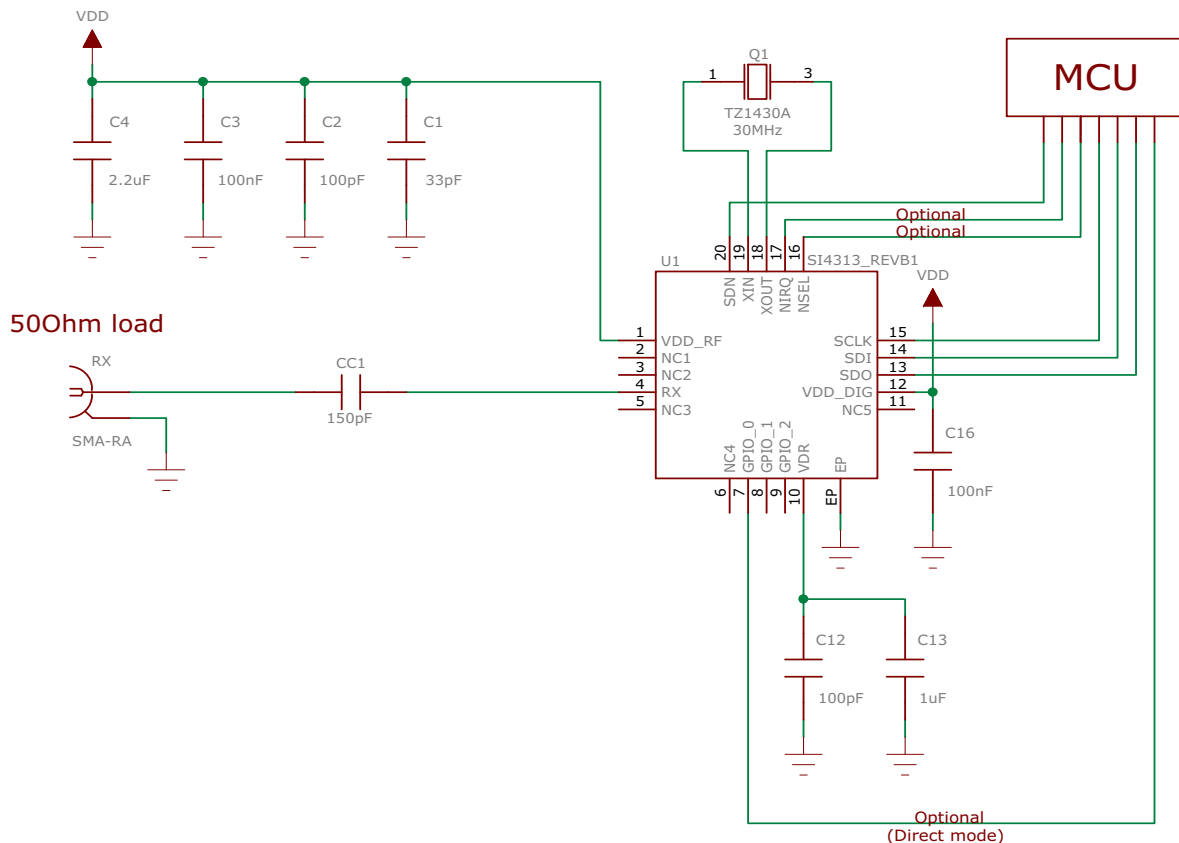 VDD
Q1
1
3
MCU
TZ1430A
30MHz
C4
C3
C2
C1
2.2uF
100nF
100pF
33pF
Optional
Optional
U1
20
19
18
17
16
SI4313_REVB1
SDN
XIN
XOUT
NIRQ
NSEL
VDD
50Ohm load
RX
CC1
150pF
SMA-RA
1
VDD_RF
2
NC1
3
NC2
4
RX
5
NC3
SCLK
15
SDI
14
SDO
13
VDD_DIG
12
NC5
11
NC4
GPIO_0
GPIO_1
GPIO_2
VDR
EP
6
7
8
9
10
EP
C16
100nF
C12
C13
100pF
1uF
Optional
(Direct mode)